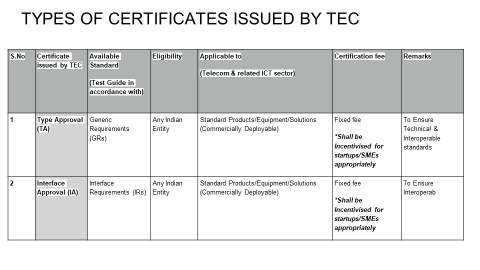 TYPES OF CERTIFICATES ISSUED BY TEC
S.No
Certificate
issued by TEC
Available
Standard
(Test Guide in
accordance with)
Eligibility
Applicable to
(Telecom & related ICT sector)
Certification fee
Remarks
1
Type Approval
(TA)
Generic
Requirements
(GRs)
Any Indian
Entity
Standard Products/Equipment/Solutions
(Commercially Deployable)
Fixed fee
*Shall be
Incentivised for
startups/SMEs
appropriately
To Ensure
Technical &
Interoperable
standards
2
Interface
Approval (IA)
Interface
Requirements (IRs)
Any Indian
Entity
Standard Products/Equipment/Solutions
(Commercially Deployable)
Fixed fee
*Shall be
Incentivised for
startups/SMEs
appropriately
To Ensure
Interoperab